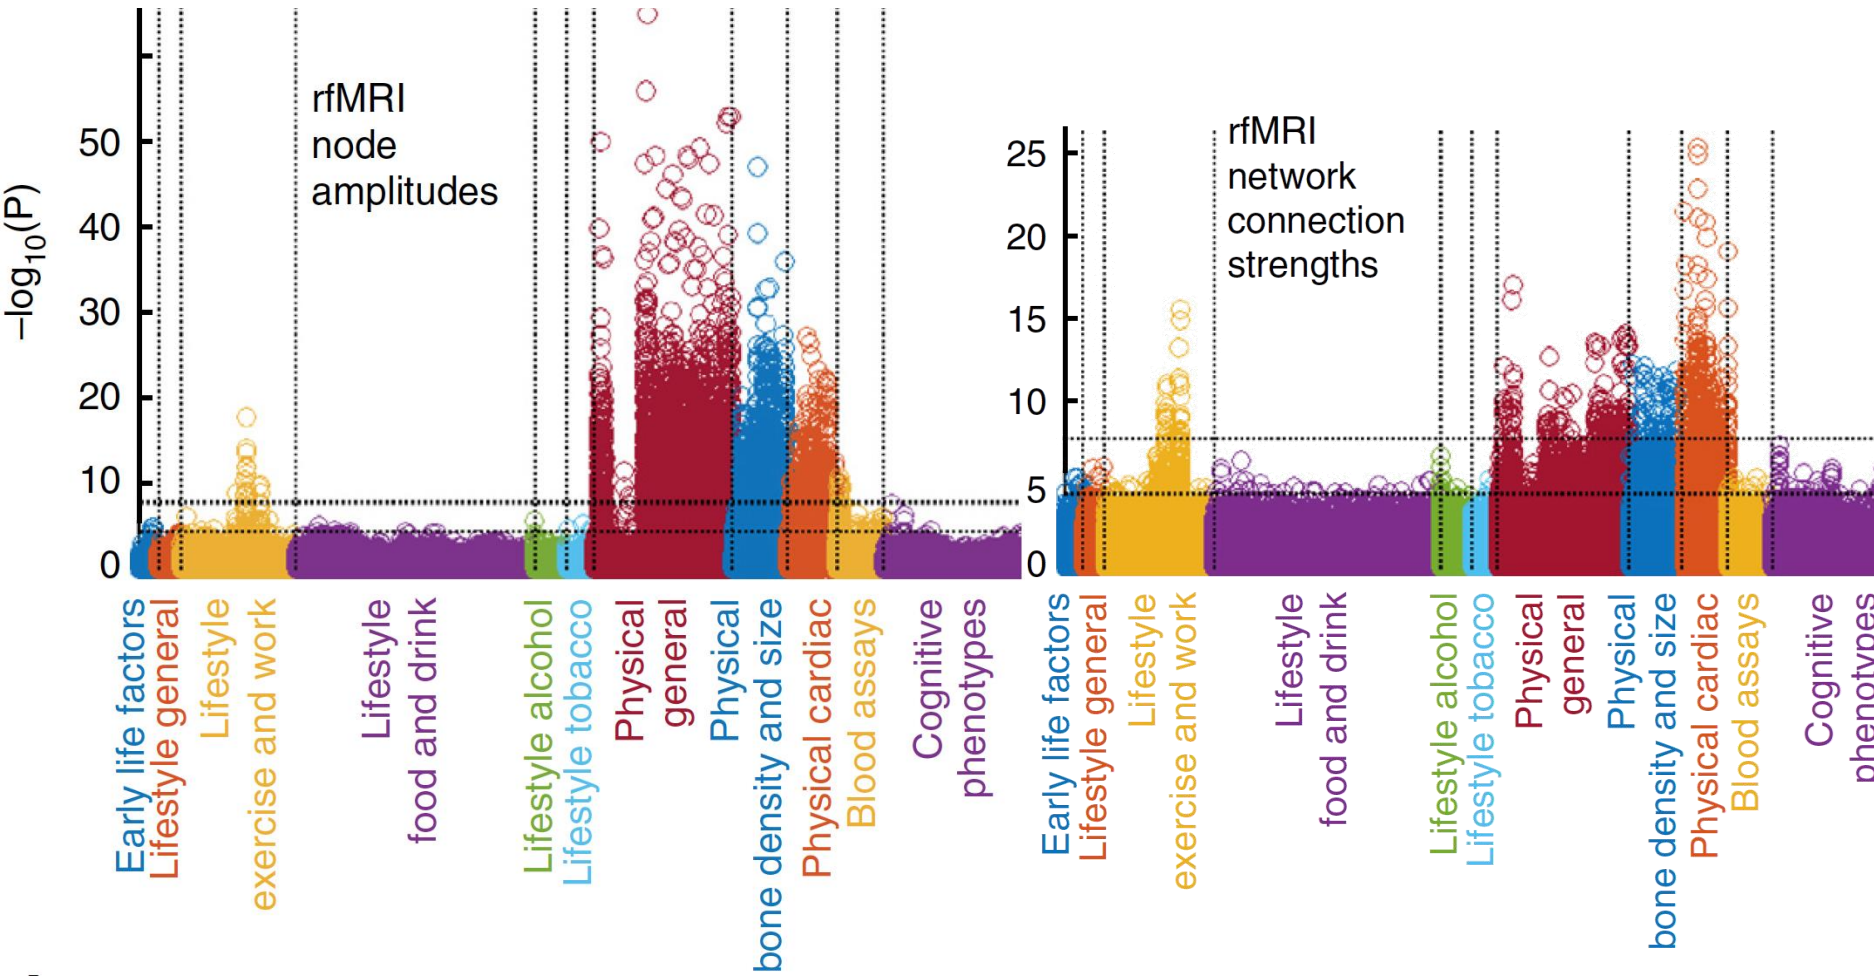 rfMRI
node
amplitudes
−log10(P)
50
40
30
20
10
0
Early life factors
Lifestyle general
Lifestyle
exercise and work
Lifestyle
food and drink
Lifestyle alcohol
Lifestyle tobacco
Physical
general
Physical
bone density and size
Physical cardiac
Blood assays
Cognitive
phenotypes
rfMRI
network
connection
strengths
25
20
15
10
5
0
Early life factors
Lifestyle general
Lifestyle
exercise and work
Lifestyle
food and drink
Lifestyle alcohol
Lifestyle tobacco
Physical
general
Physical
bone density and size
Physical cardiac
Blood assays
Cognitive
phenotypes